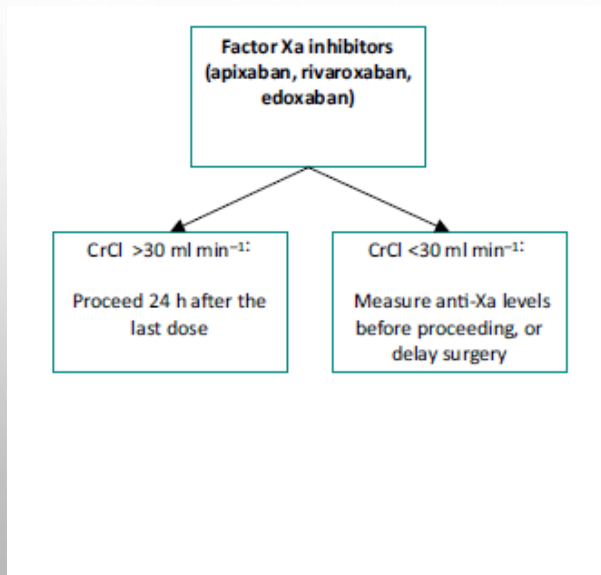 Factor Xa inhibitors
(apixaban, rivaroxaban,
edoxaban)
CrCl >30 ml min⁻¹:
Proceed 24 h after the
last dose
CrCl <30 ml min⁻¹:
Measure anti-Xa levels
before proceeding, or
delay surgery